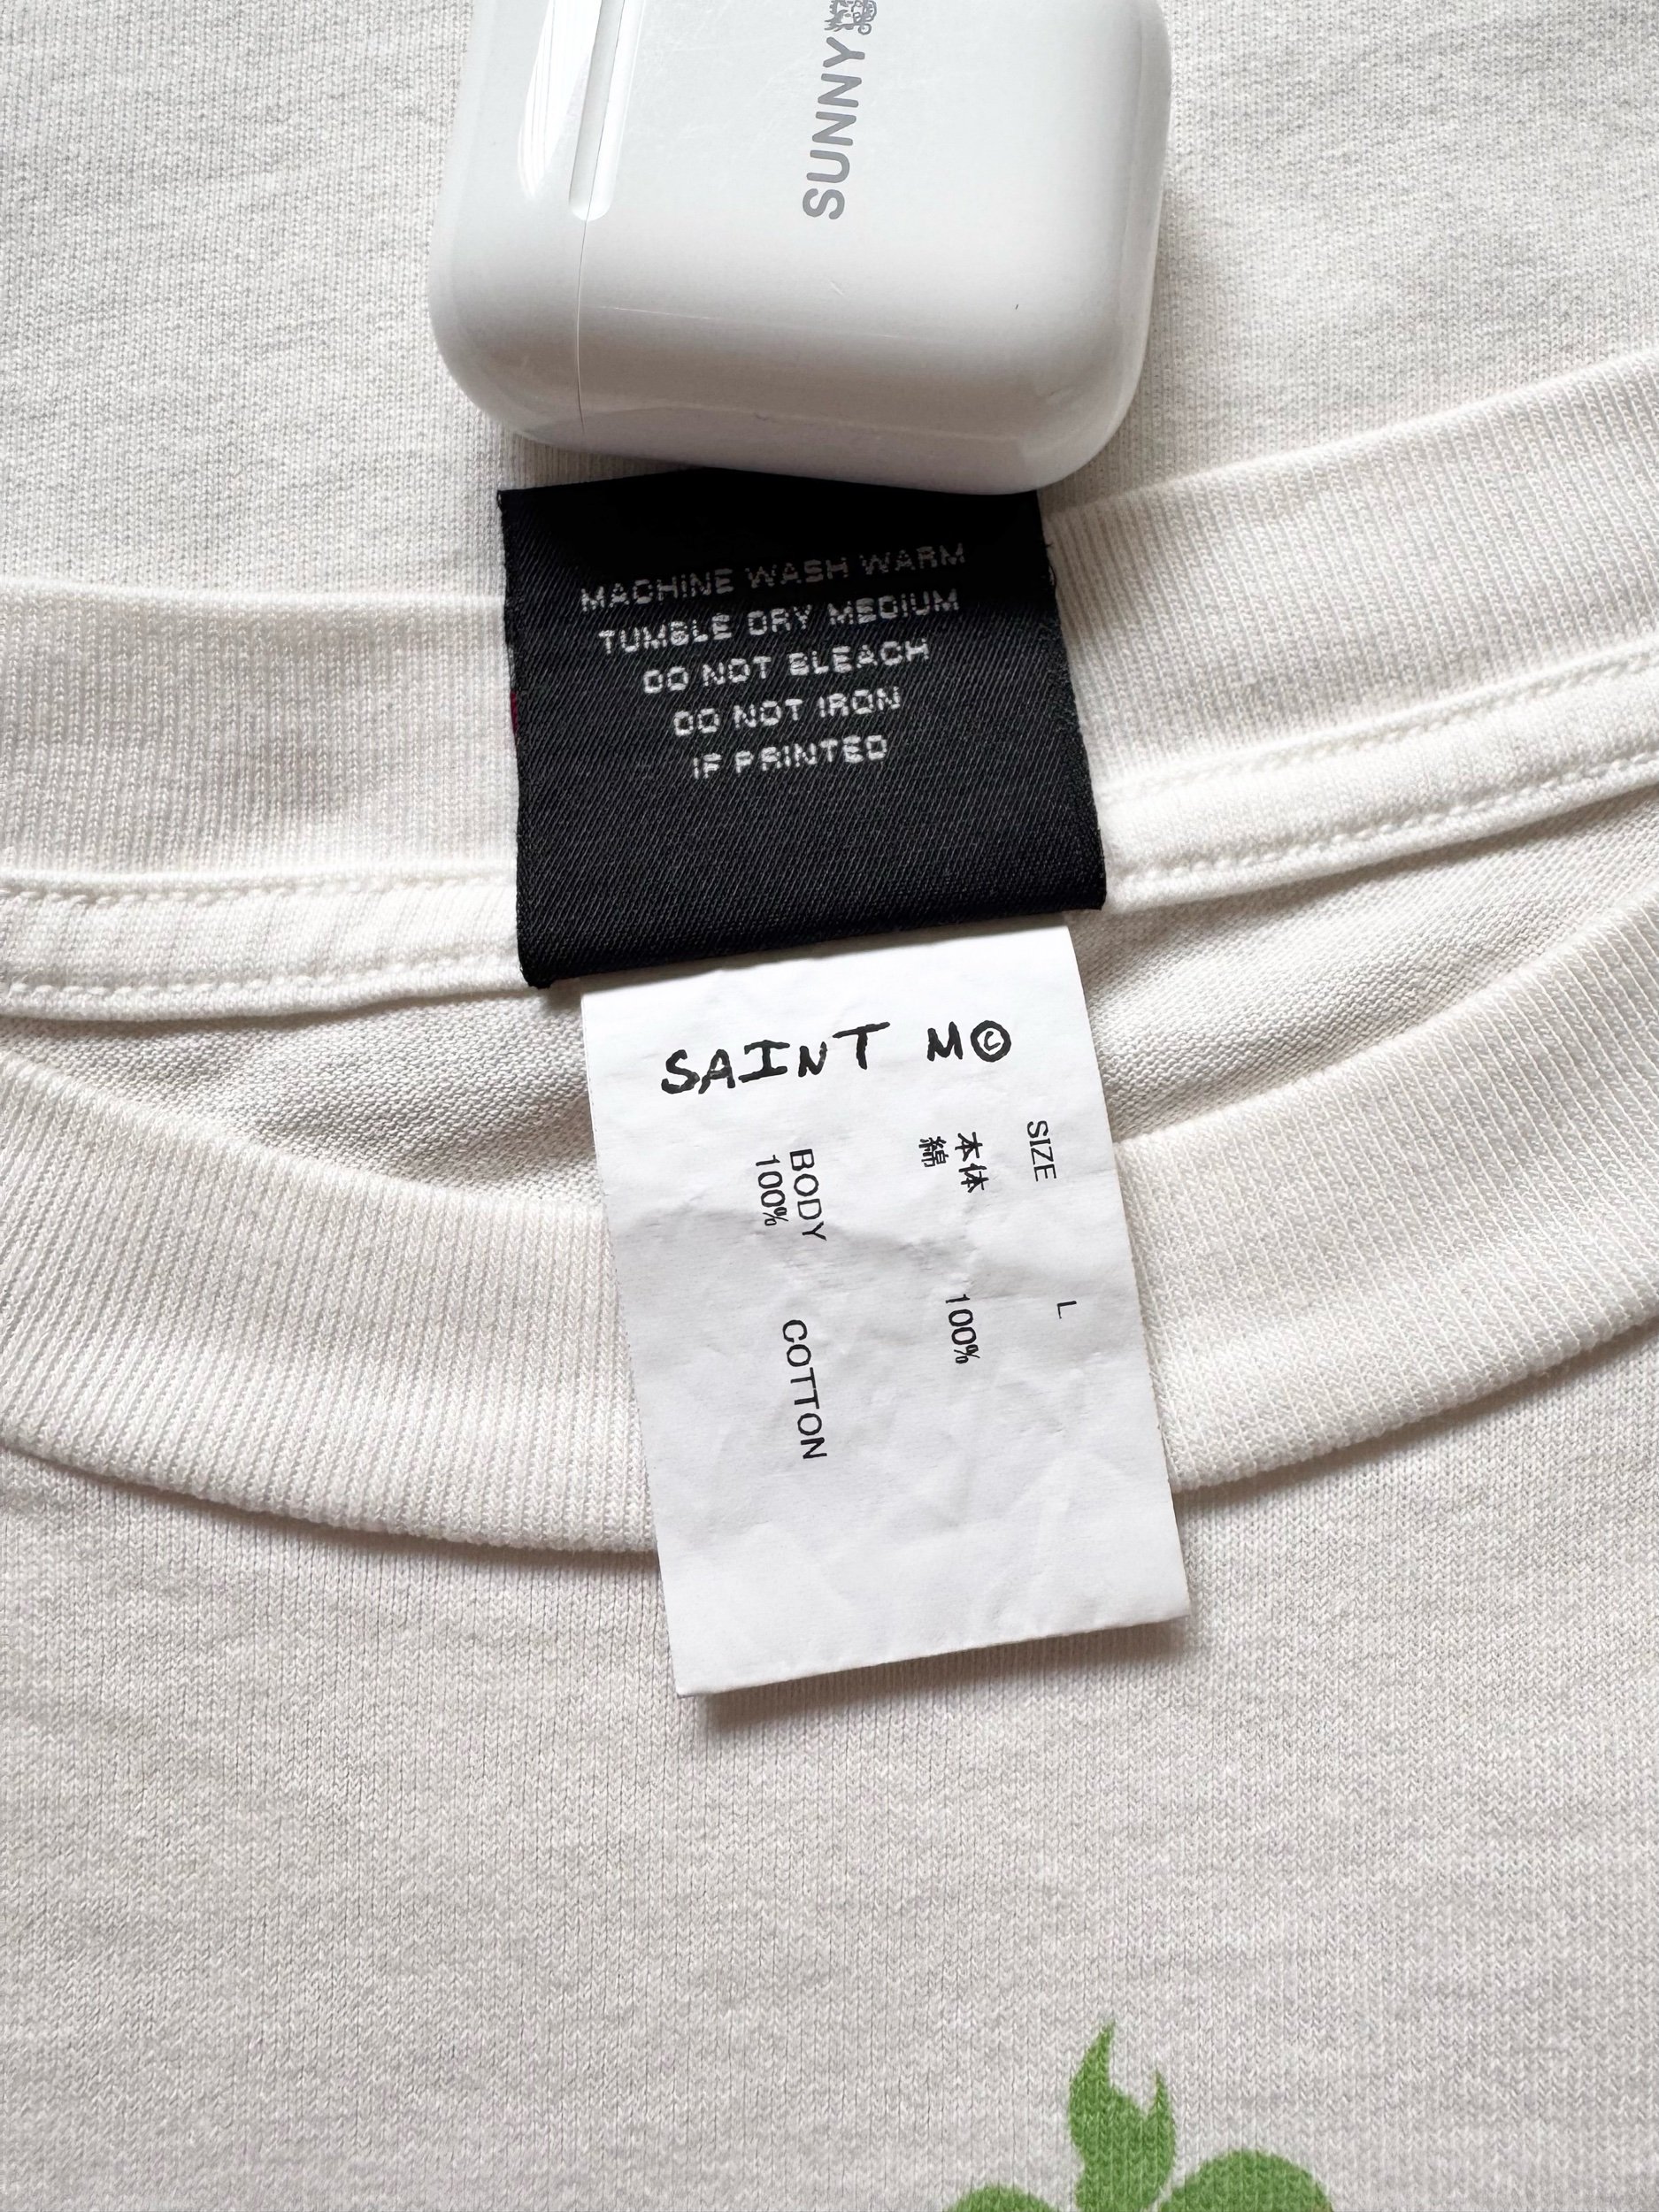 SUNNY
MACHINE WASH WARM
TUMBLE DRY MEDIUM
DO NOT BLEACH
DO NOT IRON
IF PRINTED
SAINT M©
SIZE L
本体
綿 100%
BODY
100% COTTON